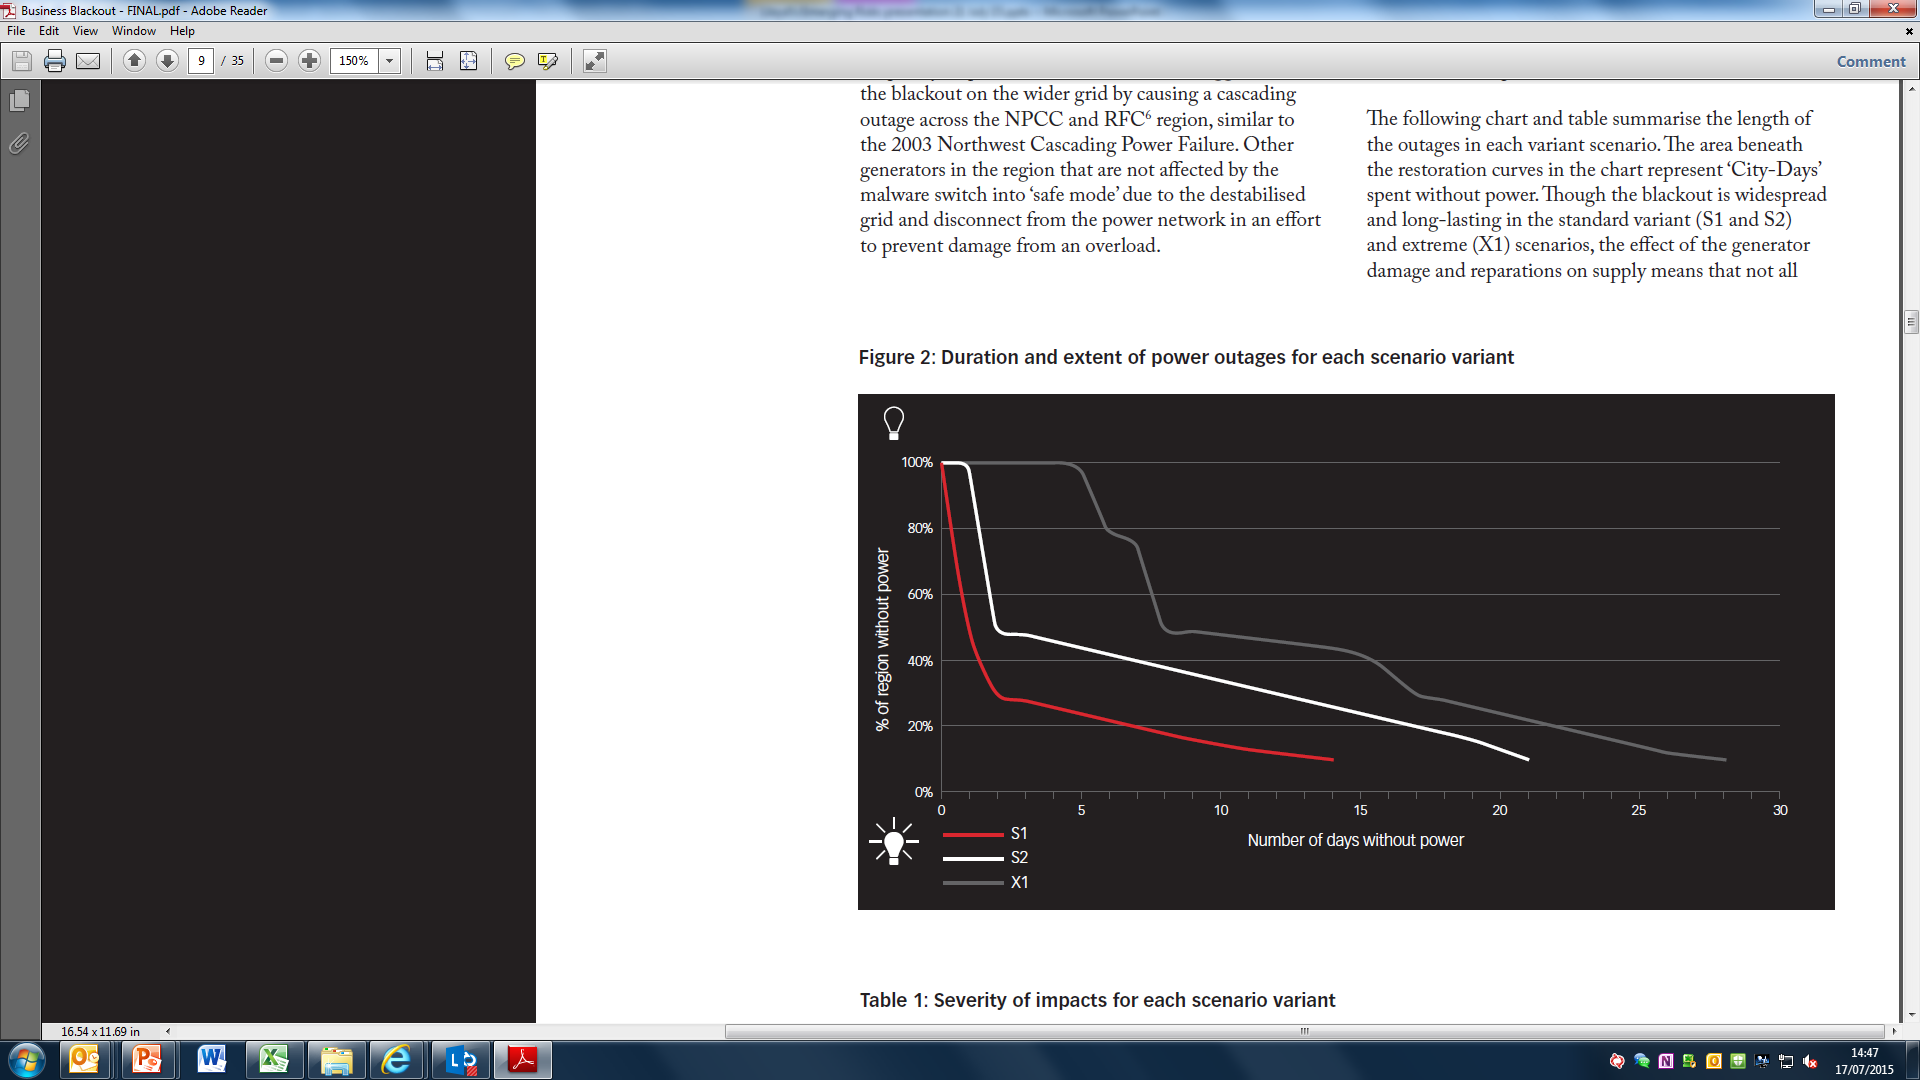 Business Blackout - FINAL.pdf - Adobe Reader
File Edit View Window Help
9 / 35 150% Comment
the blackout on the wider grid by causing a cascading
outage across the NPCC and RFC6 region, similar to
the 2003 Northwest Cascading Power Failure. Other
generators in the region that are not affected by the
malware switch into ‘safe mode’ due to the destabilised
grid and disconnect from the power network in an effort
to prevent damage from an overload.
The following chart and table summarise the length of
the outages in each variant scenario. The area beneath
the restoration curves in the chart represent ‘City-Days’
spent without power. Though the blackout is widespread
and long-lasting in the standard variant (S1 and S2)
and extreme (X1) scenarios, the effect of the generator
damage and reparations on supply means that not all
Figure 2: Duration and extent of power outages for each scenario variant
% of region without power
100%
80%
60%
40%
20%
0%
0 5 10 15 20 25 30
Number of days without power
S1
S2
X1
Table 1: Severity of impacts for each scenario variant
16.54 x 11.69 in
14:47
17/07/2015